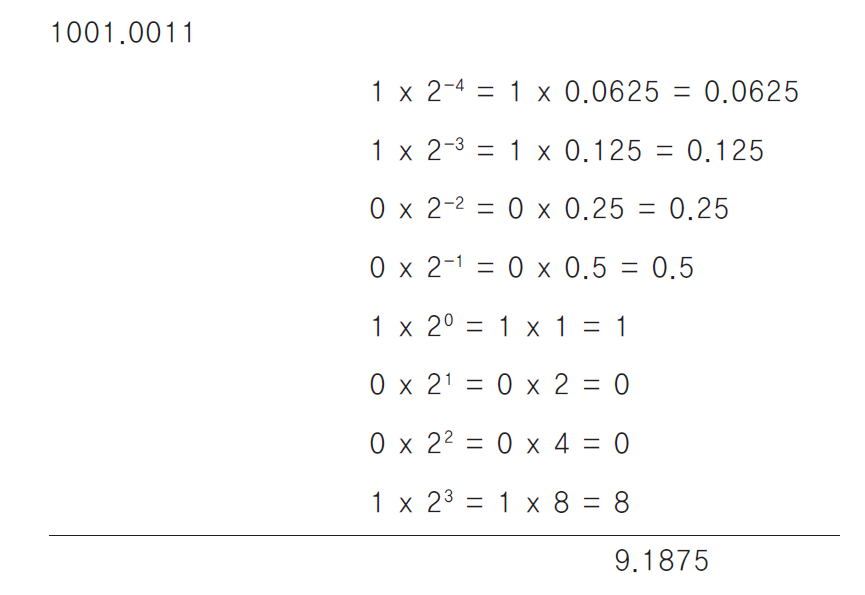 1001.0011
1 x 2⁻⁴ = 1 x 0.0625 = 0.0625
1 x 2⁻³ = 1 x 0.125 = 0.125
0 x 2⁻² = 0 x 0.25 = 0.25
0 x 2⁻¹ = 0 x 0.5 = 0.5
1 x 2⁰ = 1 x 1 = 1
0 x 2¹ = 0 x 2 = 0
0 x 2² = 0 x 4 = 0
1 x 2³ = 1 x 8 = 8
9.1875